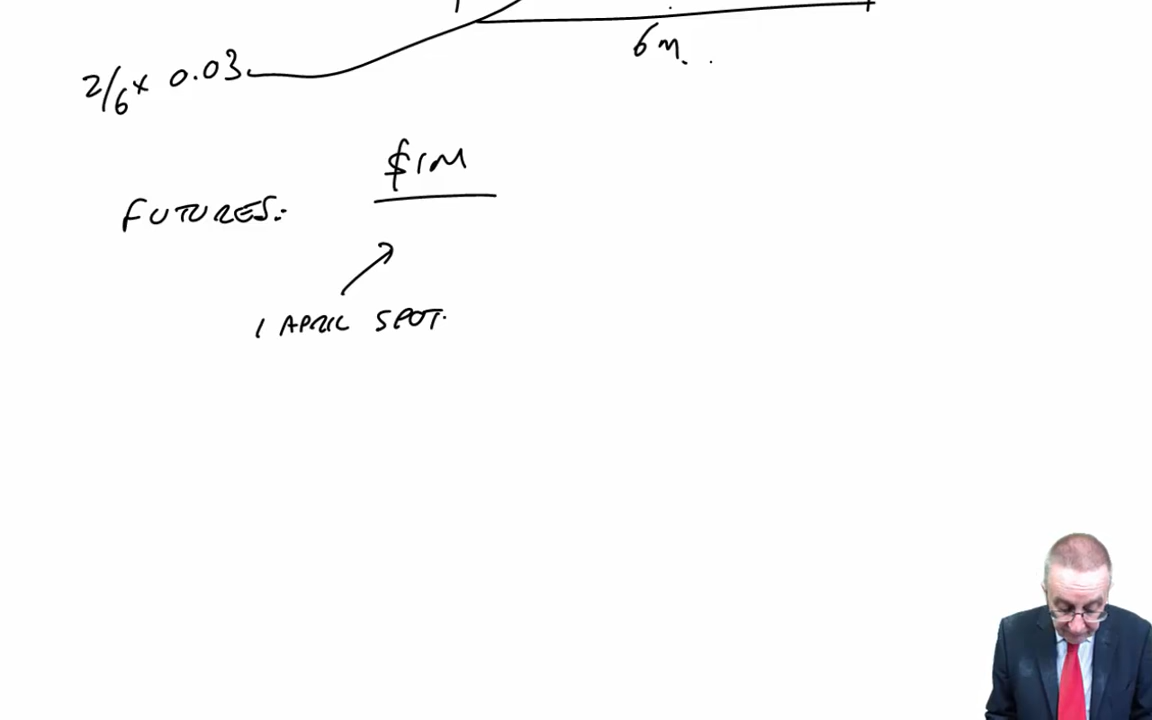 6m.
2/6 x 0.03
$1M
FUTURES:
1 APRIL SPOT.